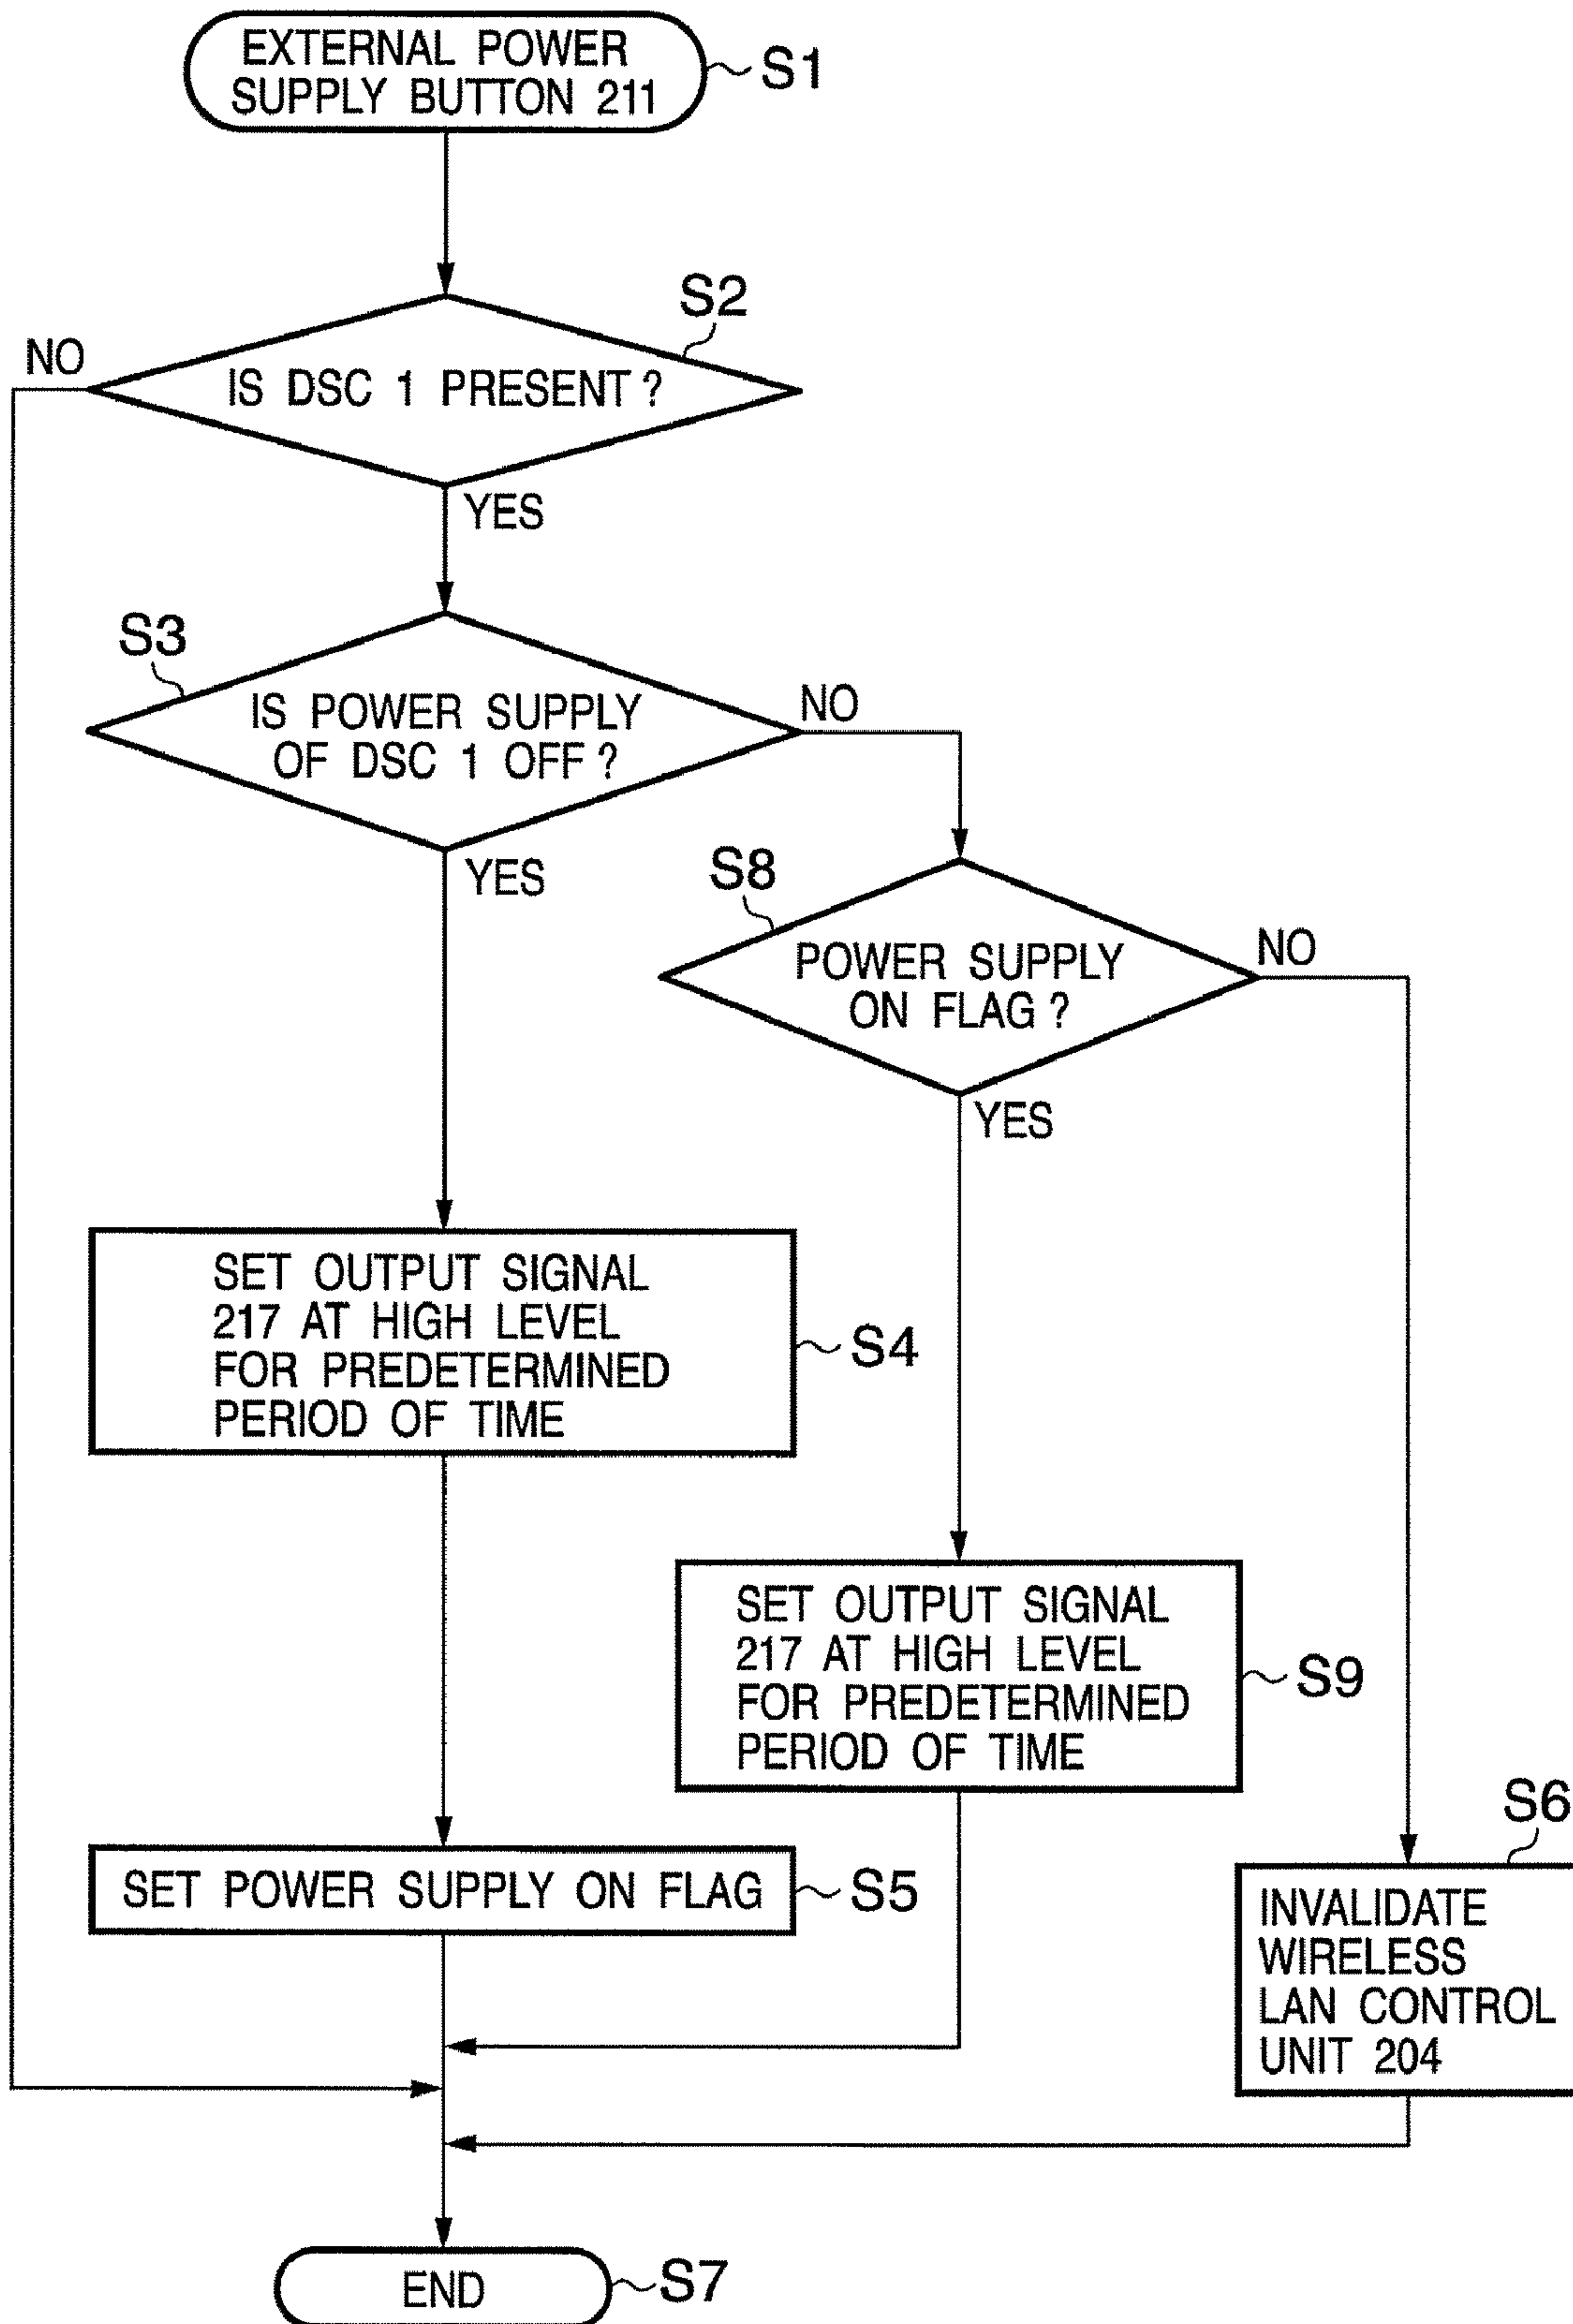 EXTERNAL POWER
SUPPLY BUTTON 211
S1
S2
NO
IS DSC 1 PRESENT?
YES
S3
IS POWER SUPPLY
OF DSC 1 OFF?
NO
YES
S8
POWER SUPPLY
ON FLAG?
NO
YES
SET OUTPUT SIGNAL
217 AT HIGH LEVEL
FOR PREDETERMINED
PERIOD OF TIME
S4
SET OUTPUT SIGNAL
217 AT HIGH LEVEL
FOR PREDETERMINED
PERIOD OF TIME
S9
SET POWER SUPPLY ON FLAG
S5
S6
INVALIDATE
WIRELESS
LAN CONTROL
UNIT 204
END
S7